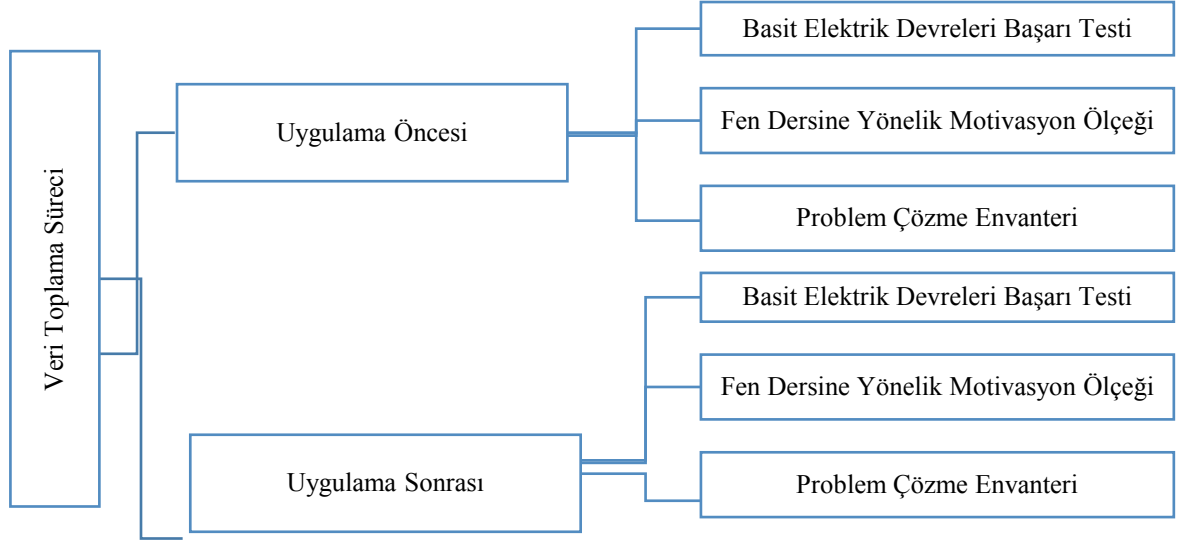 Veri Toplama Süreci
Uygulama Öncesi
Basit Elektrik Devreleri Başarı Testi
Fen Dersine Yönelik Motivasyon Ölçeği
Problem Çözme Envanteri
Uygulama Sonrası
Basit Elektrik Devreleri Başarı Testi
Fen Dersine Yönelik Motivasyon Ölçeği
Problem Çözme Envanteri